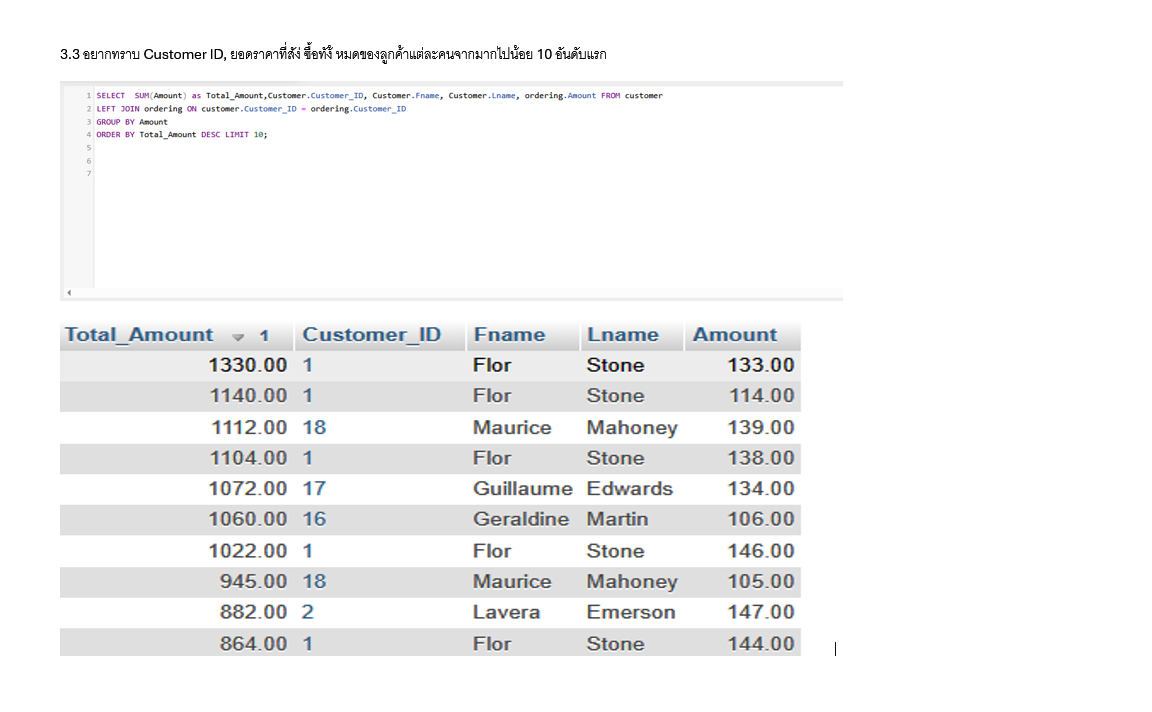 3.3 อยากทราบ Customer ID, ยอดราคาที่สั่งซื้อทั้งหมดของลูกค้าแต่ละคนจากมากไปน้อย 10 อันดับแรก
1 SELECT SUM(Amount) as Total_Amount,Customer.Customer_ID, Customer.Fname, Customer.Lname, ordering.Amount FROM customer
2 LEFT JOIN ordering ON customer.Customer_ID = ordering.Customer_ID
3 GROUP BY Amount
4 ORDER BY Total_Amount DESC LIMIT 10;
5
6
7
Total_Amount 1 Customer_ID Fname Lname Amount
1330.00 1 Flor Stone 133.00
1140.00 1 Flor Stone 114.00
1112.00 18 Maurice Mahoney 139.00
1104.00 1 Flor Stone 138.00
1072.00 17 Guillaume Edwards 134.00
1060.00 16 Geraldine Martin 106.00
1022.00 1 Flor Stone 146.00
945.00 18 Maurice Mahoney 105.00
882.00 2 Lavera Emerson 147.00
864.00 1 Flor Stone 144.00